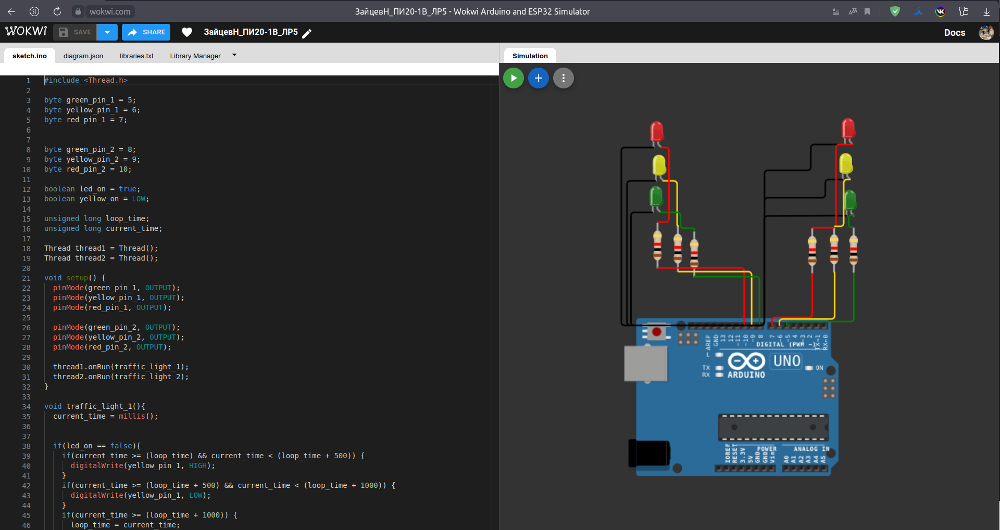 wokwi.com
ЗайцевН_ПИ20-1В_ЛР5 - Wokwi Arduino and ESP32 Simulator
WOKWi
SAVE
SHARE
ЗайцевН_ПИ20-1В_ЛР5
Docs
sketch.ino
diagram.json
libraries.txt
Library Manager
Simulation
1 #include <Thread.h>
2
3 byte green_pin_1 = 5;
4 byte yellow_pin_1 = 6;
5 byte red_pin_1 = 7;
6
7
8 byte green_pin_2 = 8;
9 byte yellow_pin_2 = 9;
10 byte red_pin_2 = 10;
11
12 boolean led_on = true;
13 boolean yellow_on = LOW;
14
15 unsigned long loop_time;
16 unsigned long current_time;
17
18 Thread thread1 = Thread();
19 Thread thread2 = Thread();
20
21 void setup() {
22 pinMode(green_pin_1, OUTPUT);
23 pinMode(yellow_pin_1, OUTPUT);
24 pinMode(red_pin_1, OUTPUT);
25
26 pinMode(green_pin_2, OUTPUT);
27 pinMode(yellow_pin_2, OUTPUT);
28 pinMode(red_pin_2, OUTPUT);
29
30 thread1.onRun(traffic_light_1);
31 thread2.onRun(traffic_light_2);
32 }
33
34 void traffic_light_1(){
35 current_time = millis();
36
37
38 if(led_on == false){
39 if(current_time >= (loop_time) && current_time < (loop_time + 500)) {
40 digitalWrite(yellow_pin_1, HIGH);
41 }
42 if(current_time >= (loop_time + 500) && current_time < (loop_time + 1000)) {
43 digitalWrite(yellow_pin_1, LOW);
44 }
45 if(current_time >= (loop_time + 1000)) {
46 loop_time = current_time;
AREF GND 13 12 ~11 ~10 ~9 8 7 ~6 ~5 4 ~3 2 TX→1 RX←0
DIGITAL (PWM ~)
L
TX
RX
ARDUINO
UNO
ON
IOREF RESET 3.3V 5V GND GND Vin
POWER
ANALOG IN
A0 A1 A2 A3 A4 A5